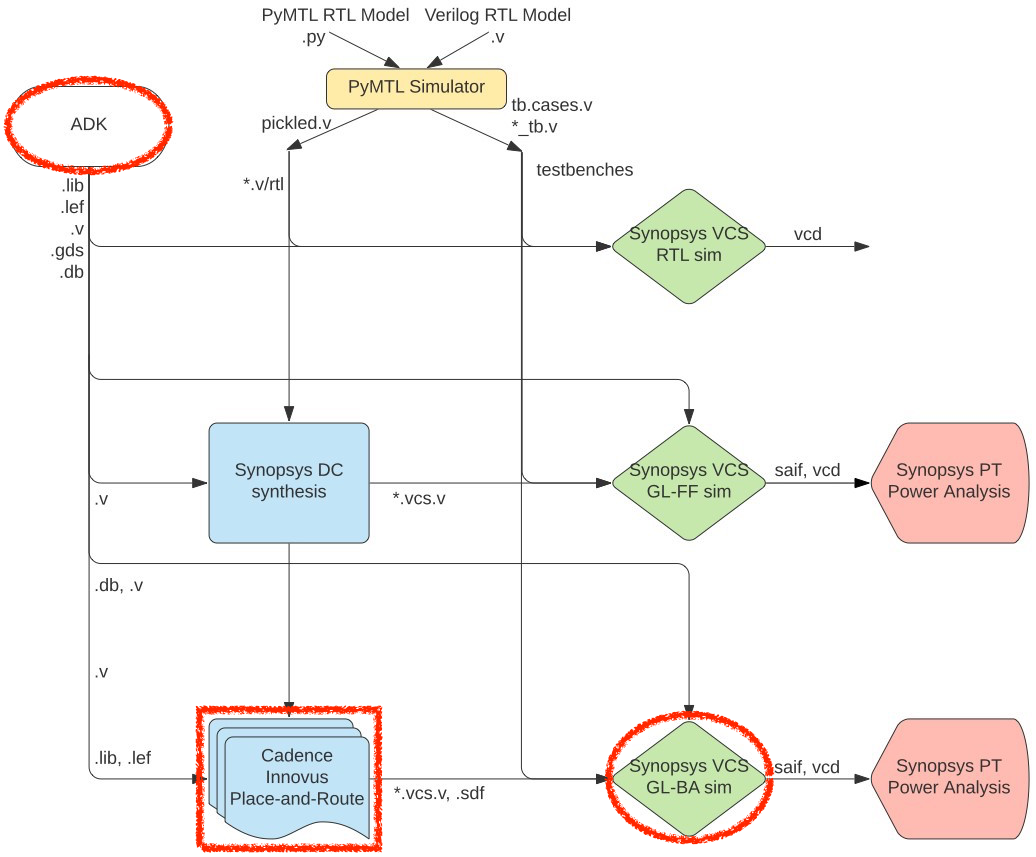 PyMTL RTL Model Verilog RTL Model
.py .v
PyMTL Simulator
ADK
tb.cases.v
pickled.v *_tb.v
testbenches
*.v/rtl
.lib
.lef
.v
.gds
.db
Synopsys VCS
RTL sim
vcd
Synopsys DC
synthesis
Synopsys VCS
GL-FF sim
saif, vcd
Synopsys PT
Power Analysis
.v
*.vcs.v
.db, .v
.v
.lib, .lef
Cadence
Innovus
Place-and-Route
*.vcs.v, .sdf
Synopsys VCS
GL-BA sim
saif, vcd
Synopsys PT
Power Analysis